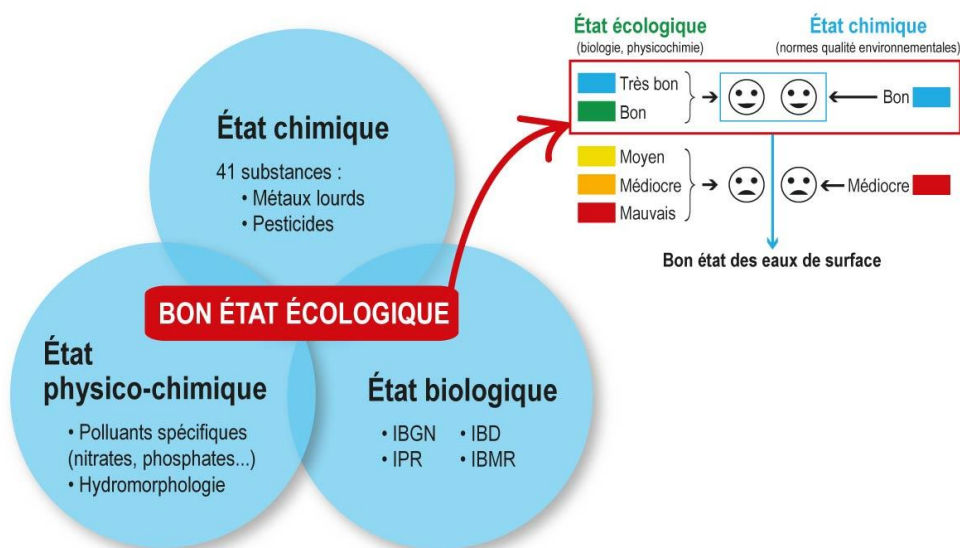 État chimique
41 substances :
• Métaux lourds
• Pesticides
BON ÉTAT ÉCOLOGIQUE
État
physico-chimique
• Polluants spécifiques
(nitrates, phosphates...)
• Hydromorphologie
État biologique
• IBGN • IBD
• IPR • IBMR
État écologique
(biologie, physicochimie)
État chimique
(normes qualité environnementales)
Très bon
Bon
Bon
Moyen
Médiocre
Mauvais
Médiocre
Bon état des eaux de surface